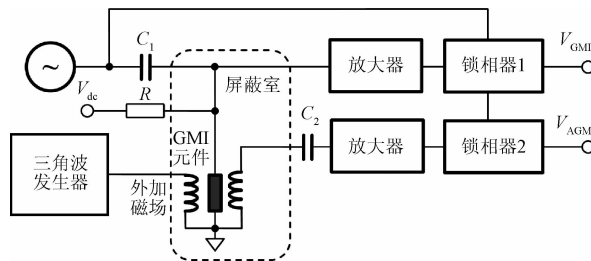 C1
放大器
锁相器1
VGMI
~
Vdc
R
屏蔽室
GMI
元件
C2
放大器
锁相器2
VAGMI
三角波
发生器
外加
磁场